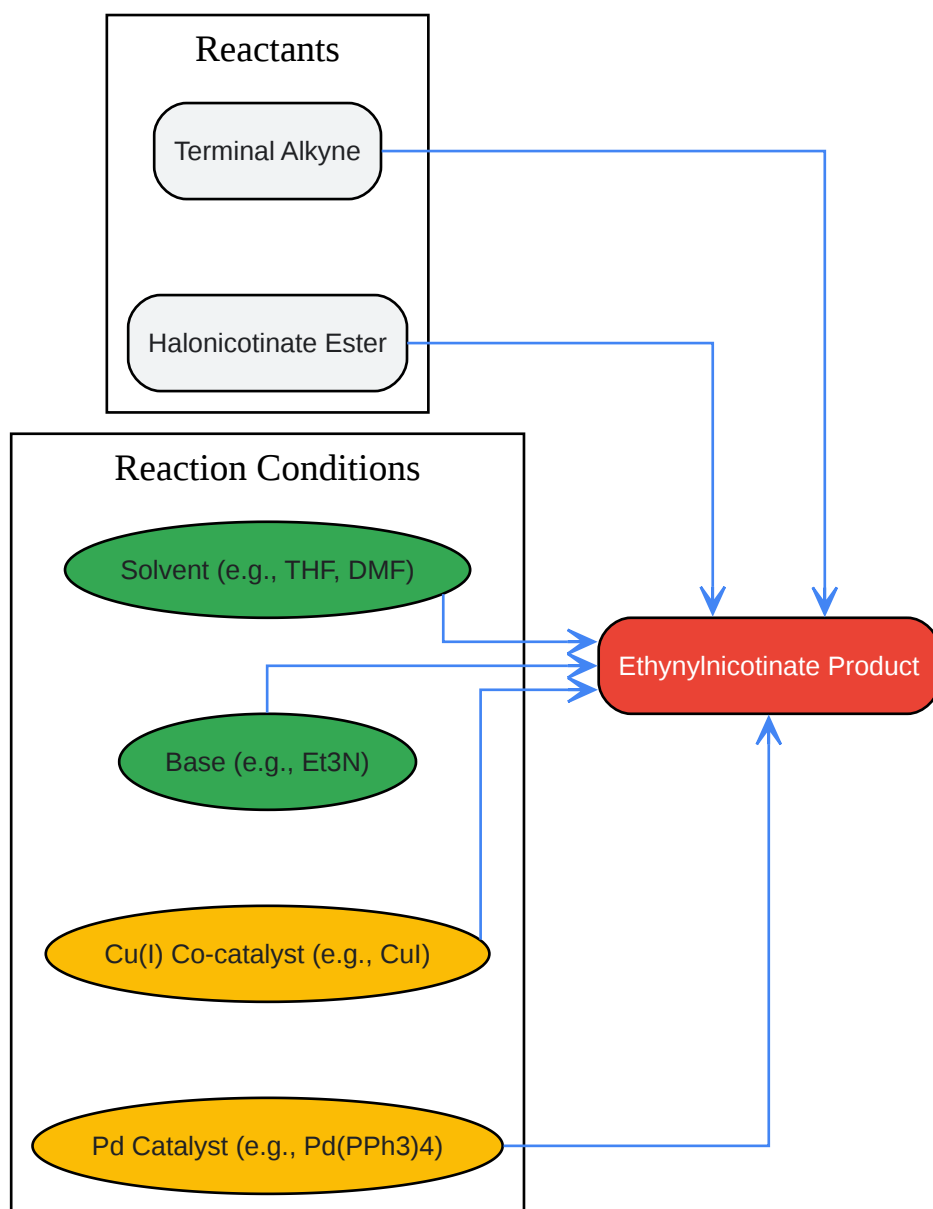 Reactants
Terminal Alkyne
Halonicotinate Ester
Reaction Conditions
Solvent (e.g., THF, DMF)
Base (e.g., Et3N)
Cu(I) Co-catalyst (e.g., CuI)
Pd Catalyst (e.g., Pd(PPh3)4)
Ethynylnicotinate Product